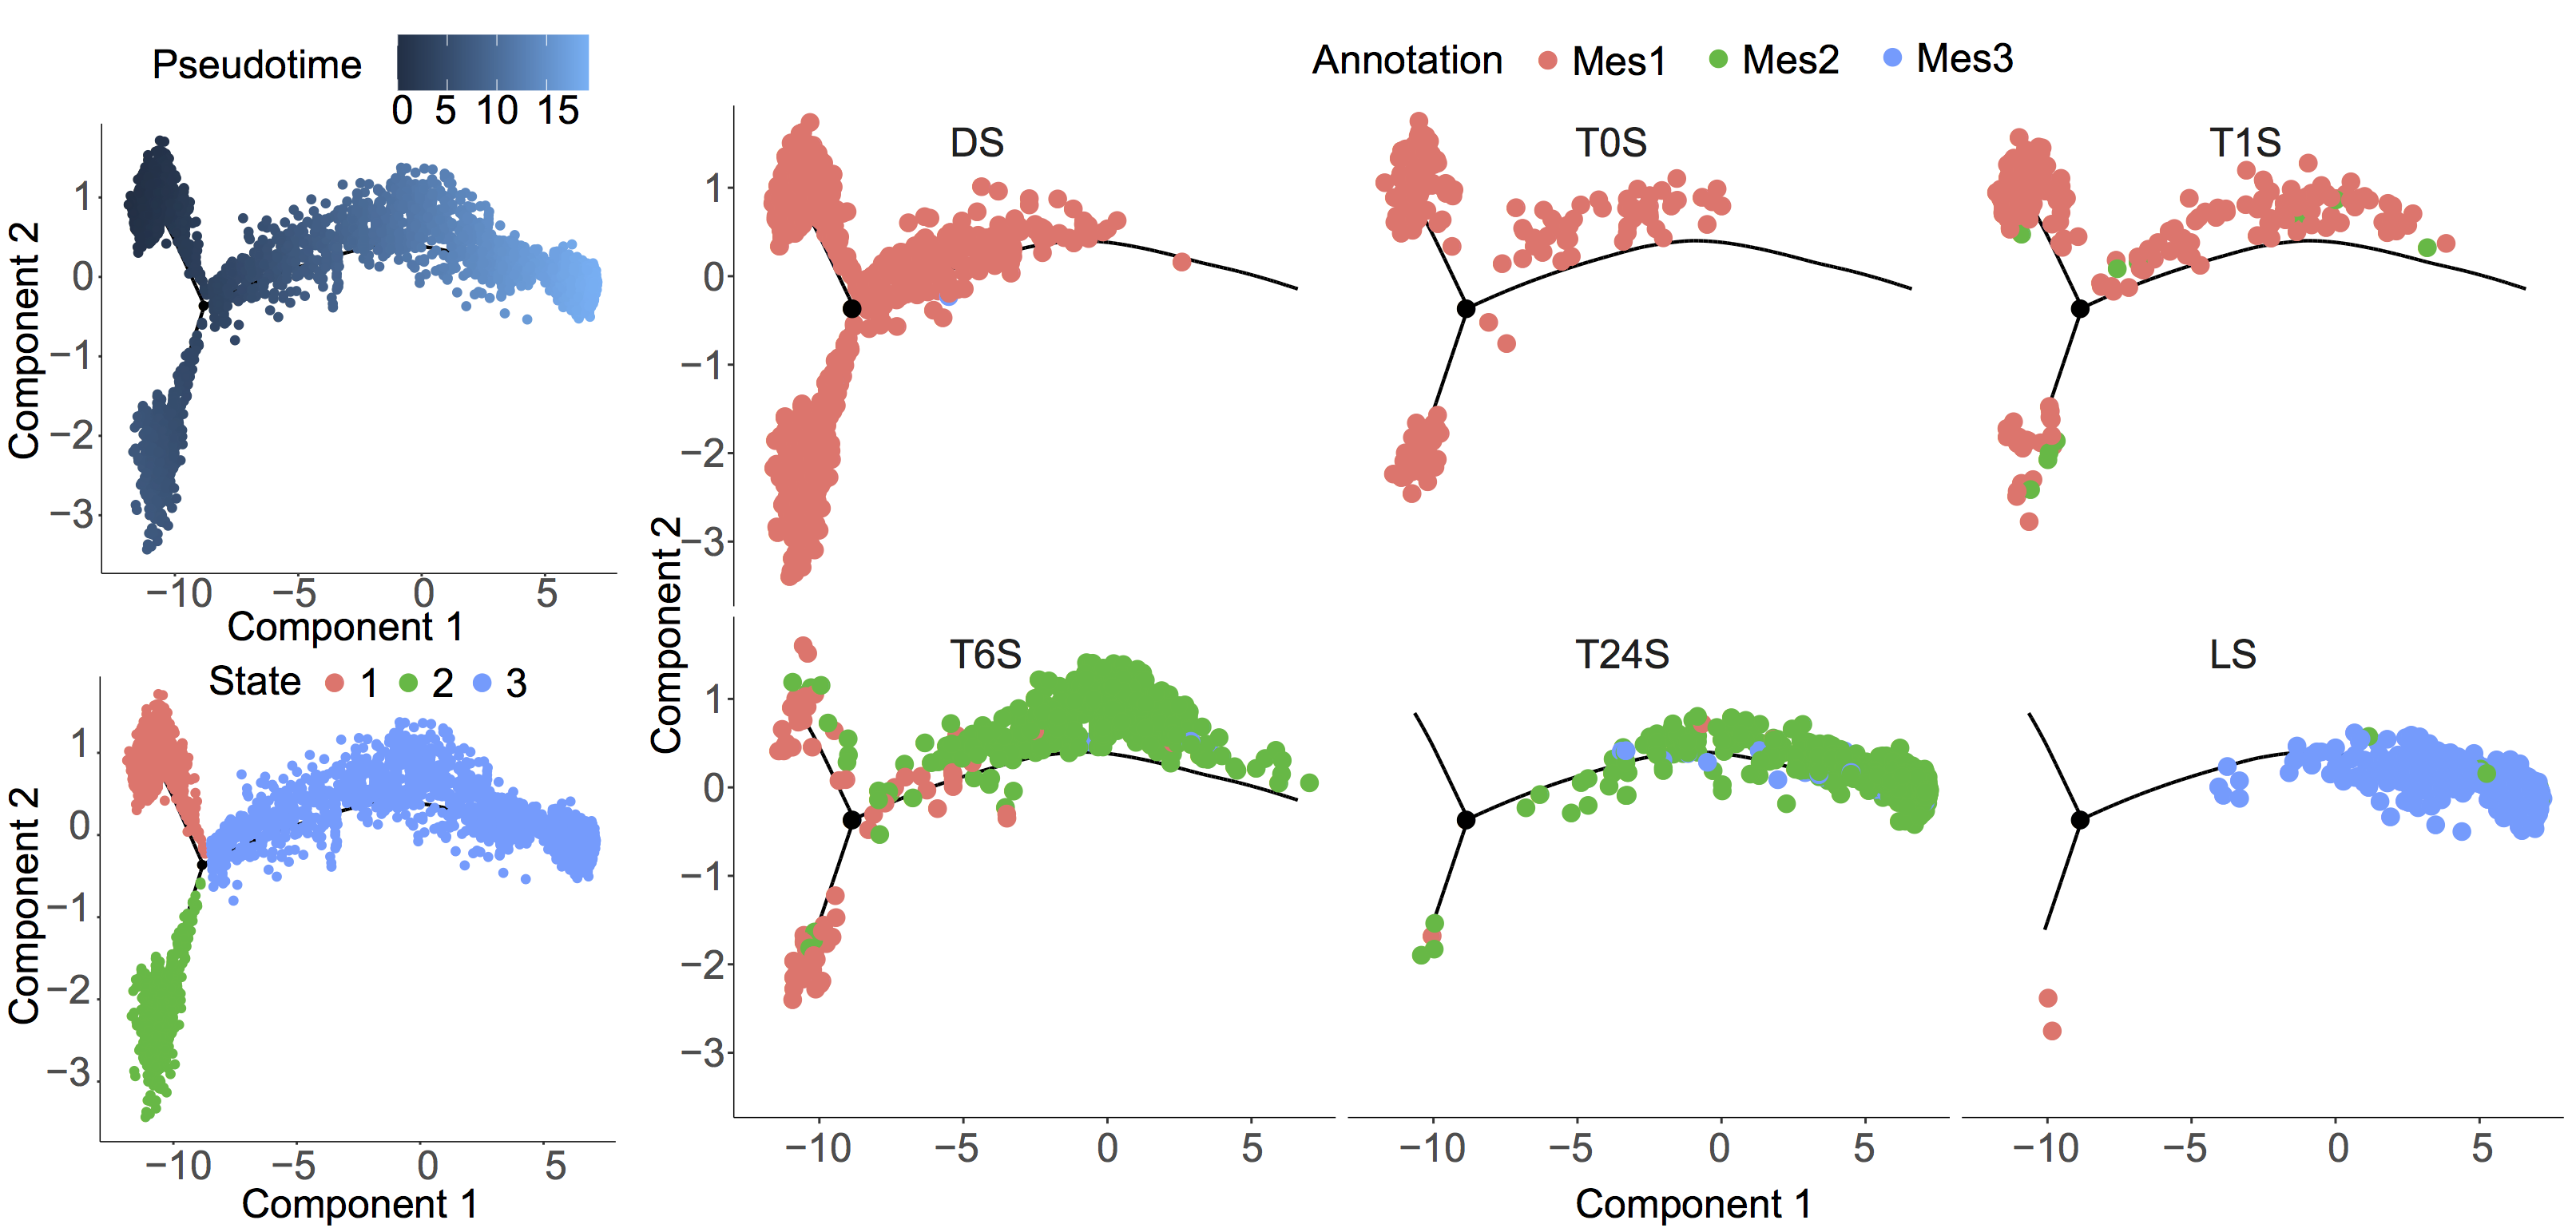 Pseudotime
0 5 10 15
Component 2
1
0
−1
−2
−3
−10 −5 0 5
Component 1
State 1 2 3
Component 2
1
0
−1
−2
−3
−10 −5 0 5
Component 1
Annotation Mes1 Mes2 Mes3
DS T0S T1S
Component 2
1
0
−1
−2
−3
T6S T24S LS
1
0
−1
−2
−3
−10 −5 0 5 −10 −5 0 5 −10 −5 0 5
Component 1